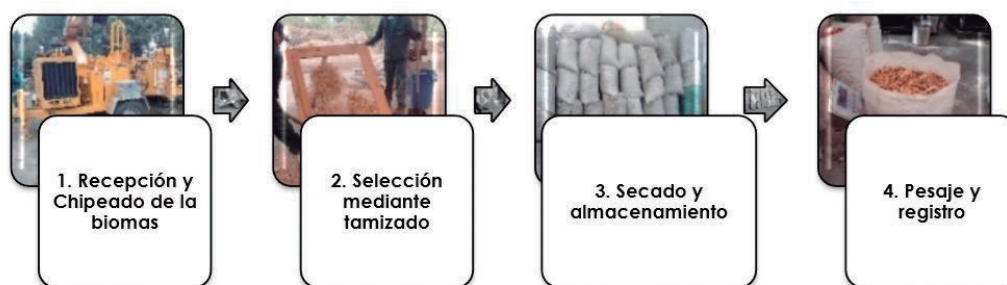 1. Recepción y
Chipeado de la
biomas
2. Selección
mediante
tamizado
3. Secado y
almacenamiento
4. Pesaje y
registro